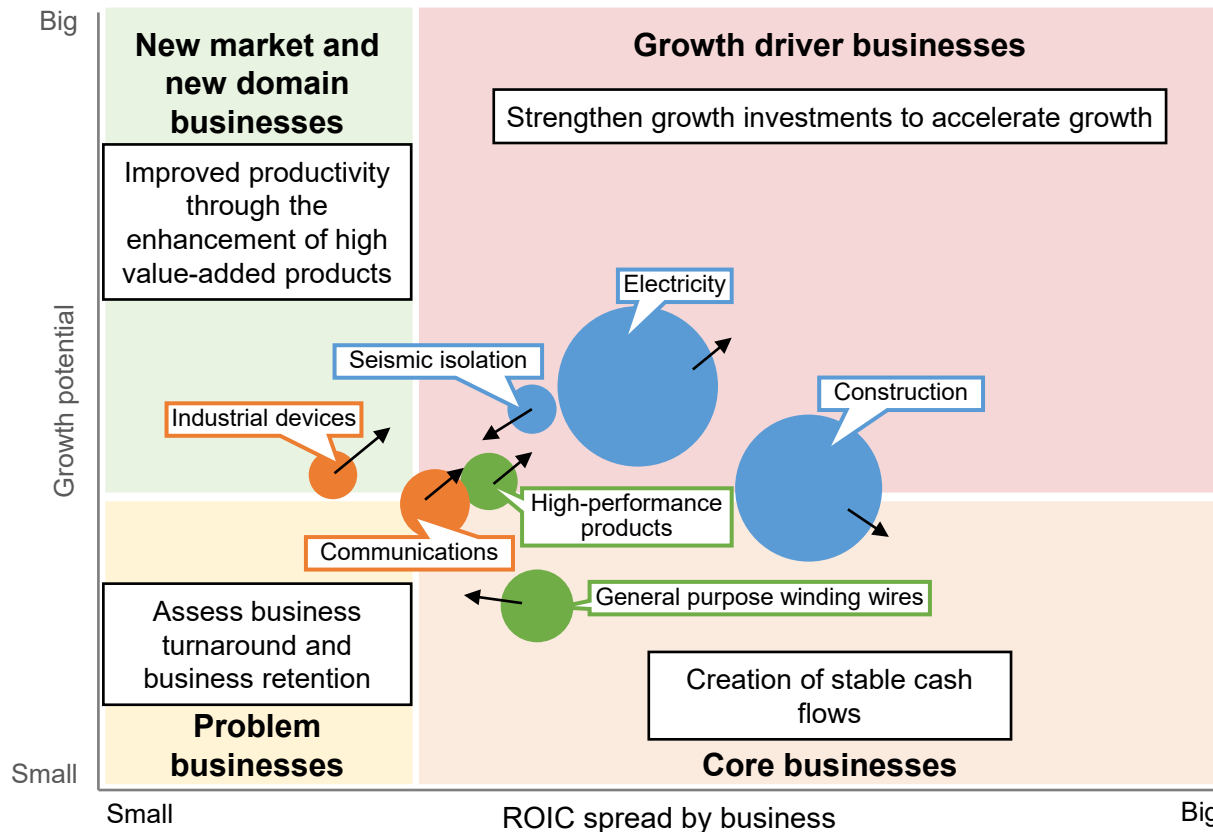 Big
New market and
new domain
businesses
Improved productivity
through the
enhancement of high
value-added products
Growth driver businesses
Strengthen growth investments to accelerate growth
Growth potential
Electricity
Seismic isolation
Construction
Industrial devices
High-performance
products
Communications
General purpose winding wires
Assess business
turnaround and
business retention
Problem
businesses
Creation of stable cash
flows
Core businesses
Small
Small
ROIC spread by business
Big